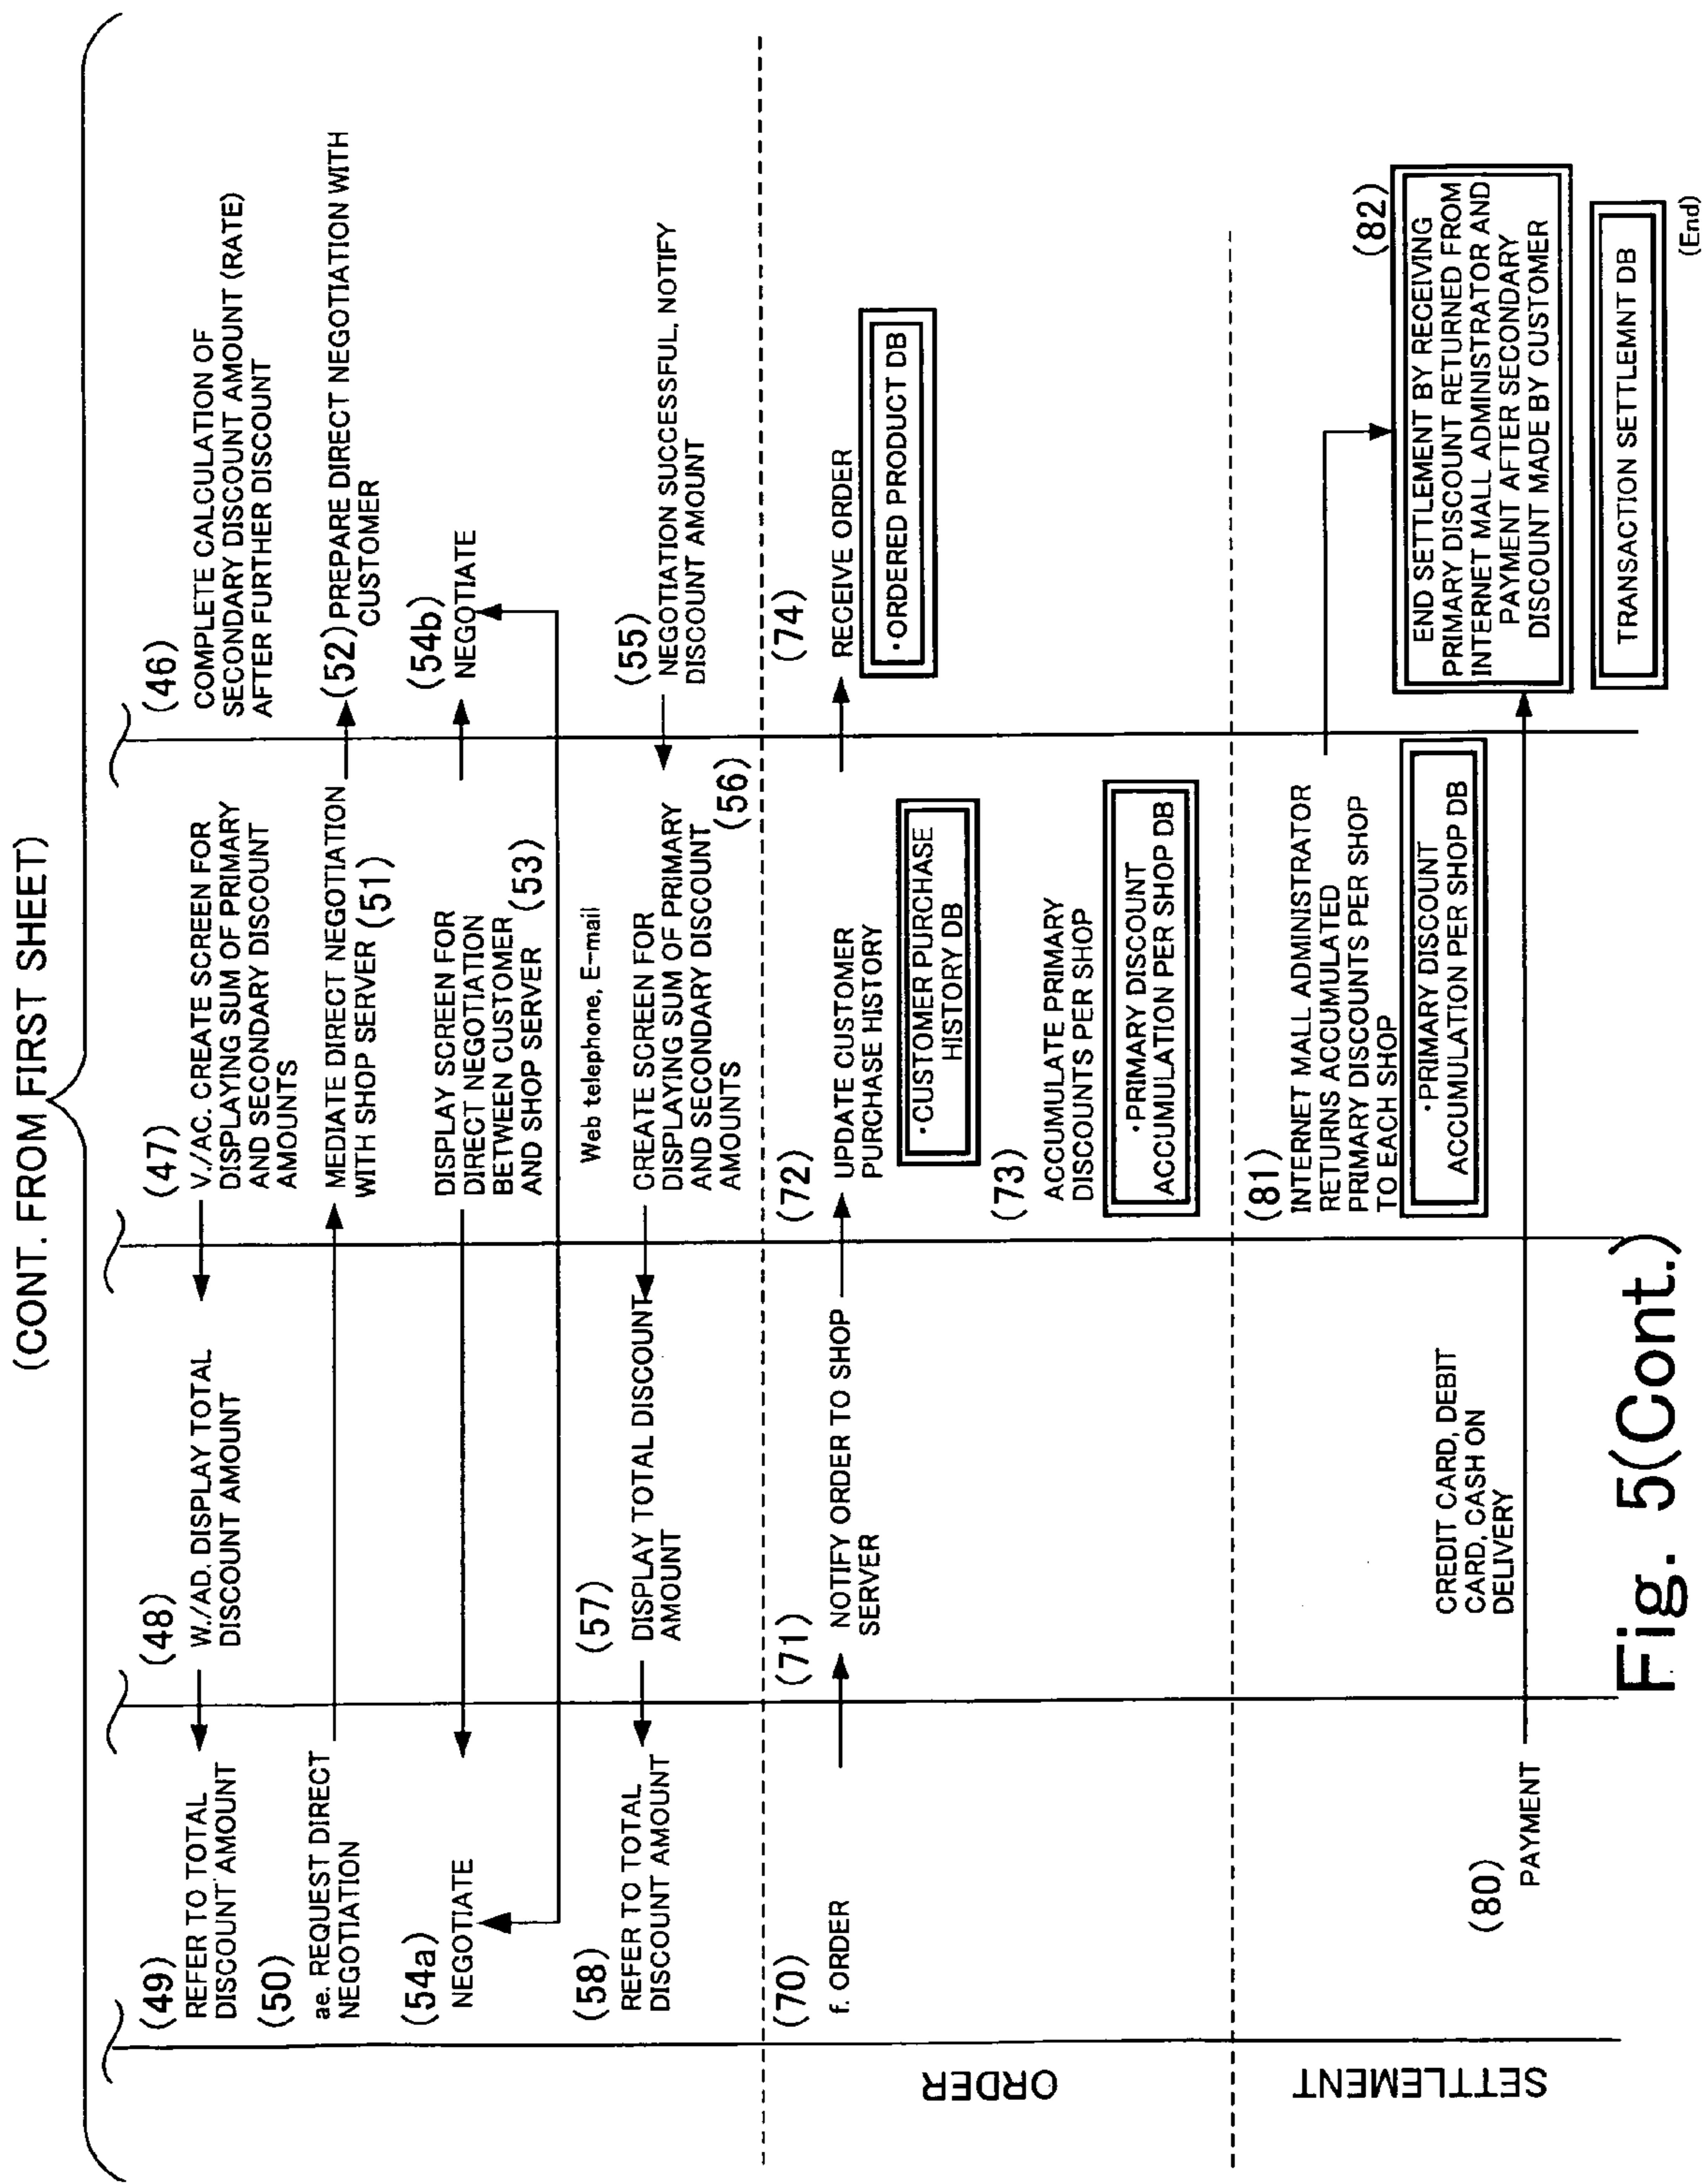 (CONT. FROM FIRST SHEET)
(49)
REFER TO TOTAL
DISCOUNT AMOUNT
(48)
W./AD. DISPLAY TOTAL
DISCOUNT AMOUNT
(47)
V./AC. CREATE SCREEN FOR
DISPLAYING SUM OF PRIMARY
AND SECONDARY DISCOUNT
AMOUNTS
(46)
COMPLETE CALCULATION OF
SECONDARY DISCOUNT AMOUNT (RATE)
AFTER FURTHER DISCOUNT
(50)
ae. REQUEST DIRECT
NEGOTIATION
MEDIATE DIRECT NEGOTIATION
WITH SHOP SERVER (51)
(52) PREPARE DIRECT NEGOTIATION WITH
CUSTOMER
(54a)
NEGOTIATE
DISPLAY SCREEN FOR
DIRECT NEGOTIATION
BETWEEN CUSTOMER
AND SHOP SERVER (53)
(54b)
NEGOTIATE
Web telephone, E-mail
(58)
REFER TO TOTAL
DISCOUNT AMOUNT
(57)
DISPLAY TOTAL DISCOUNT
AMOUNT
CREATE SCREEN FOR
DISPLAYING SUM OF PRIMARY
AND SECONDARY DISCOUNT
AMOUNTS
(56)
(55)
NEGOTIATION SUCCESSFUL, NOTIFY
DISCOUNT AMOUNT
ORDER
(70)
f. ORDER
(71)
NOTIFY ORDER TO SHOP
SERVER
(72)
UPDATE CUSTOMER
PURCHASE HISTORY
・CUSTOMER PURCHASE
HISTORY DB
(73)
ACCUMULATE PRIMARY
DISCOUNTS PER SHOP
・PRIMARY DISCOUNT
ACCUMULATION PER SHOP DB
(74)
RECEIVE ORDER
・ORDERED PRODUCT DB
SETTLEMENT
(80)
PAYMENT
CREDIT CARD, DEBIT
CARD, CASH ON
DELIVERY
(81)
INTERNET MALL ADMINISTRATOR
RETURNS ACCUMULATED
PRIMARY DISCOUNTS PER SHOP
TO EACH SHOP
・PRIMARY DISCOUNT
ACCUMULATION PER SHOP DB
(82)
END SETTLEMENT BY RECEIVING
PRIMARY DISCOUNT RETURNED FROM
INTERNET MALL ADMINISTRATOR AND
PAYMENT AFTER SECONDARY
DISCOUNT MADE BY CUSTOMER
TRANSACTION SETTLEMNT DB
(End)
Fig. 5(Cont.)